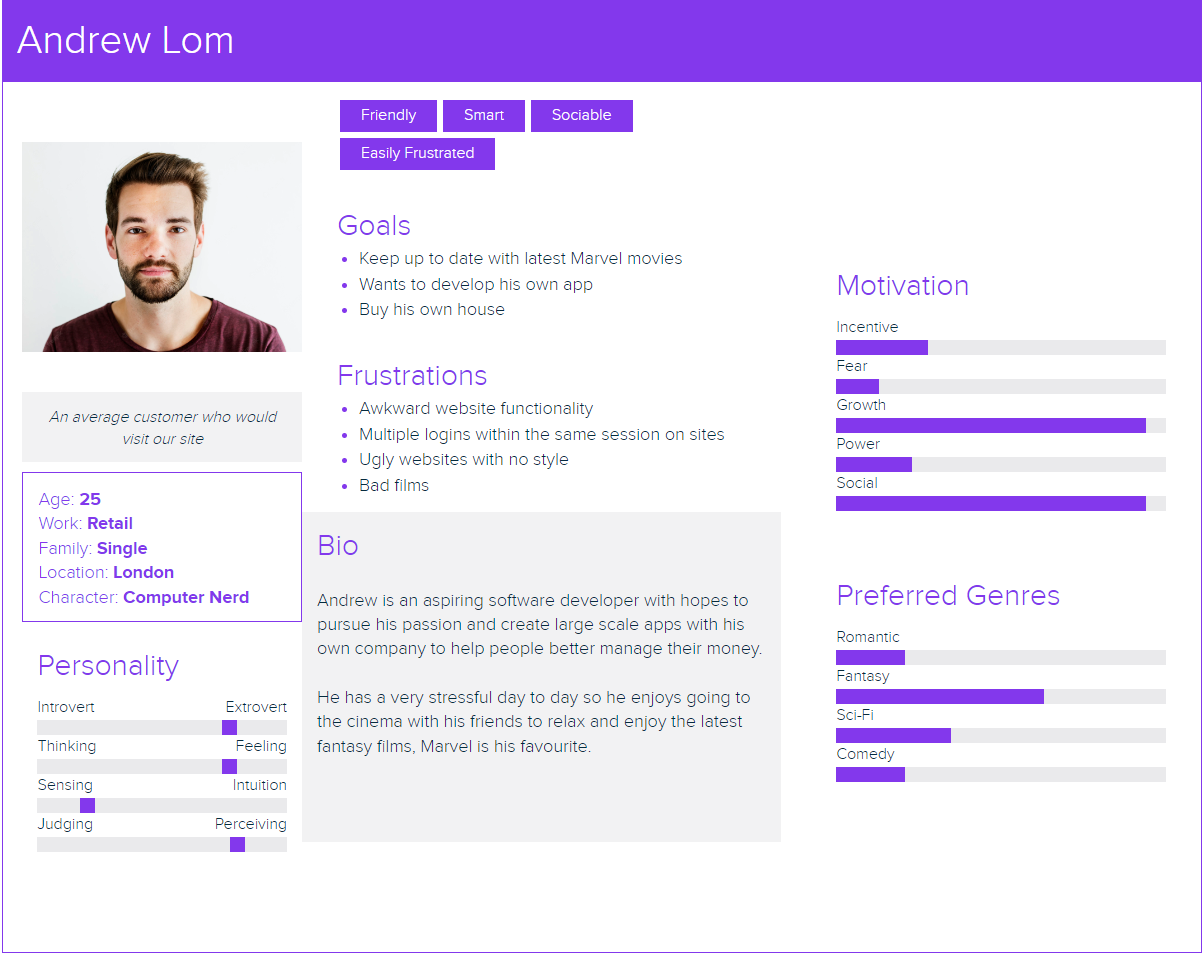 Andrew Lom
Friendly
Smart
Sociable
Easily Frustrated
An average customer who would
visit our site
Age: 25
Work: Retail
Family: Single
Location: London
Character: Computer Nerd
Personality
Introvert Extrovert
Thinking Feeling
Sensing Intuition
Judging Perceiving
Goals
Keep up to date with latest Marvel movies
Wants to develop his own app
Buy his own house
Frustrations
Awkward website functionality
Multiple logins within the same session on sites
Ugly websites with no style
Bad films
Bio
Andrew is an aspiring software developer with hopes to
pursue his passion and create large scale apps with his
own company to help people better manage their money.
He has a very stressful day to day so he enjoys going to
the cinema with his friends to relax and enjoy the latest
fantasy films, Marvel is his favourite.
Motivation
Incentive
Fear
Growth
Power
Social
Preferred Genres
Romantic
Fantasy
Sci-Fi
Comedy